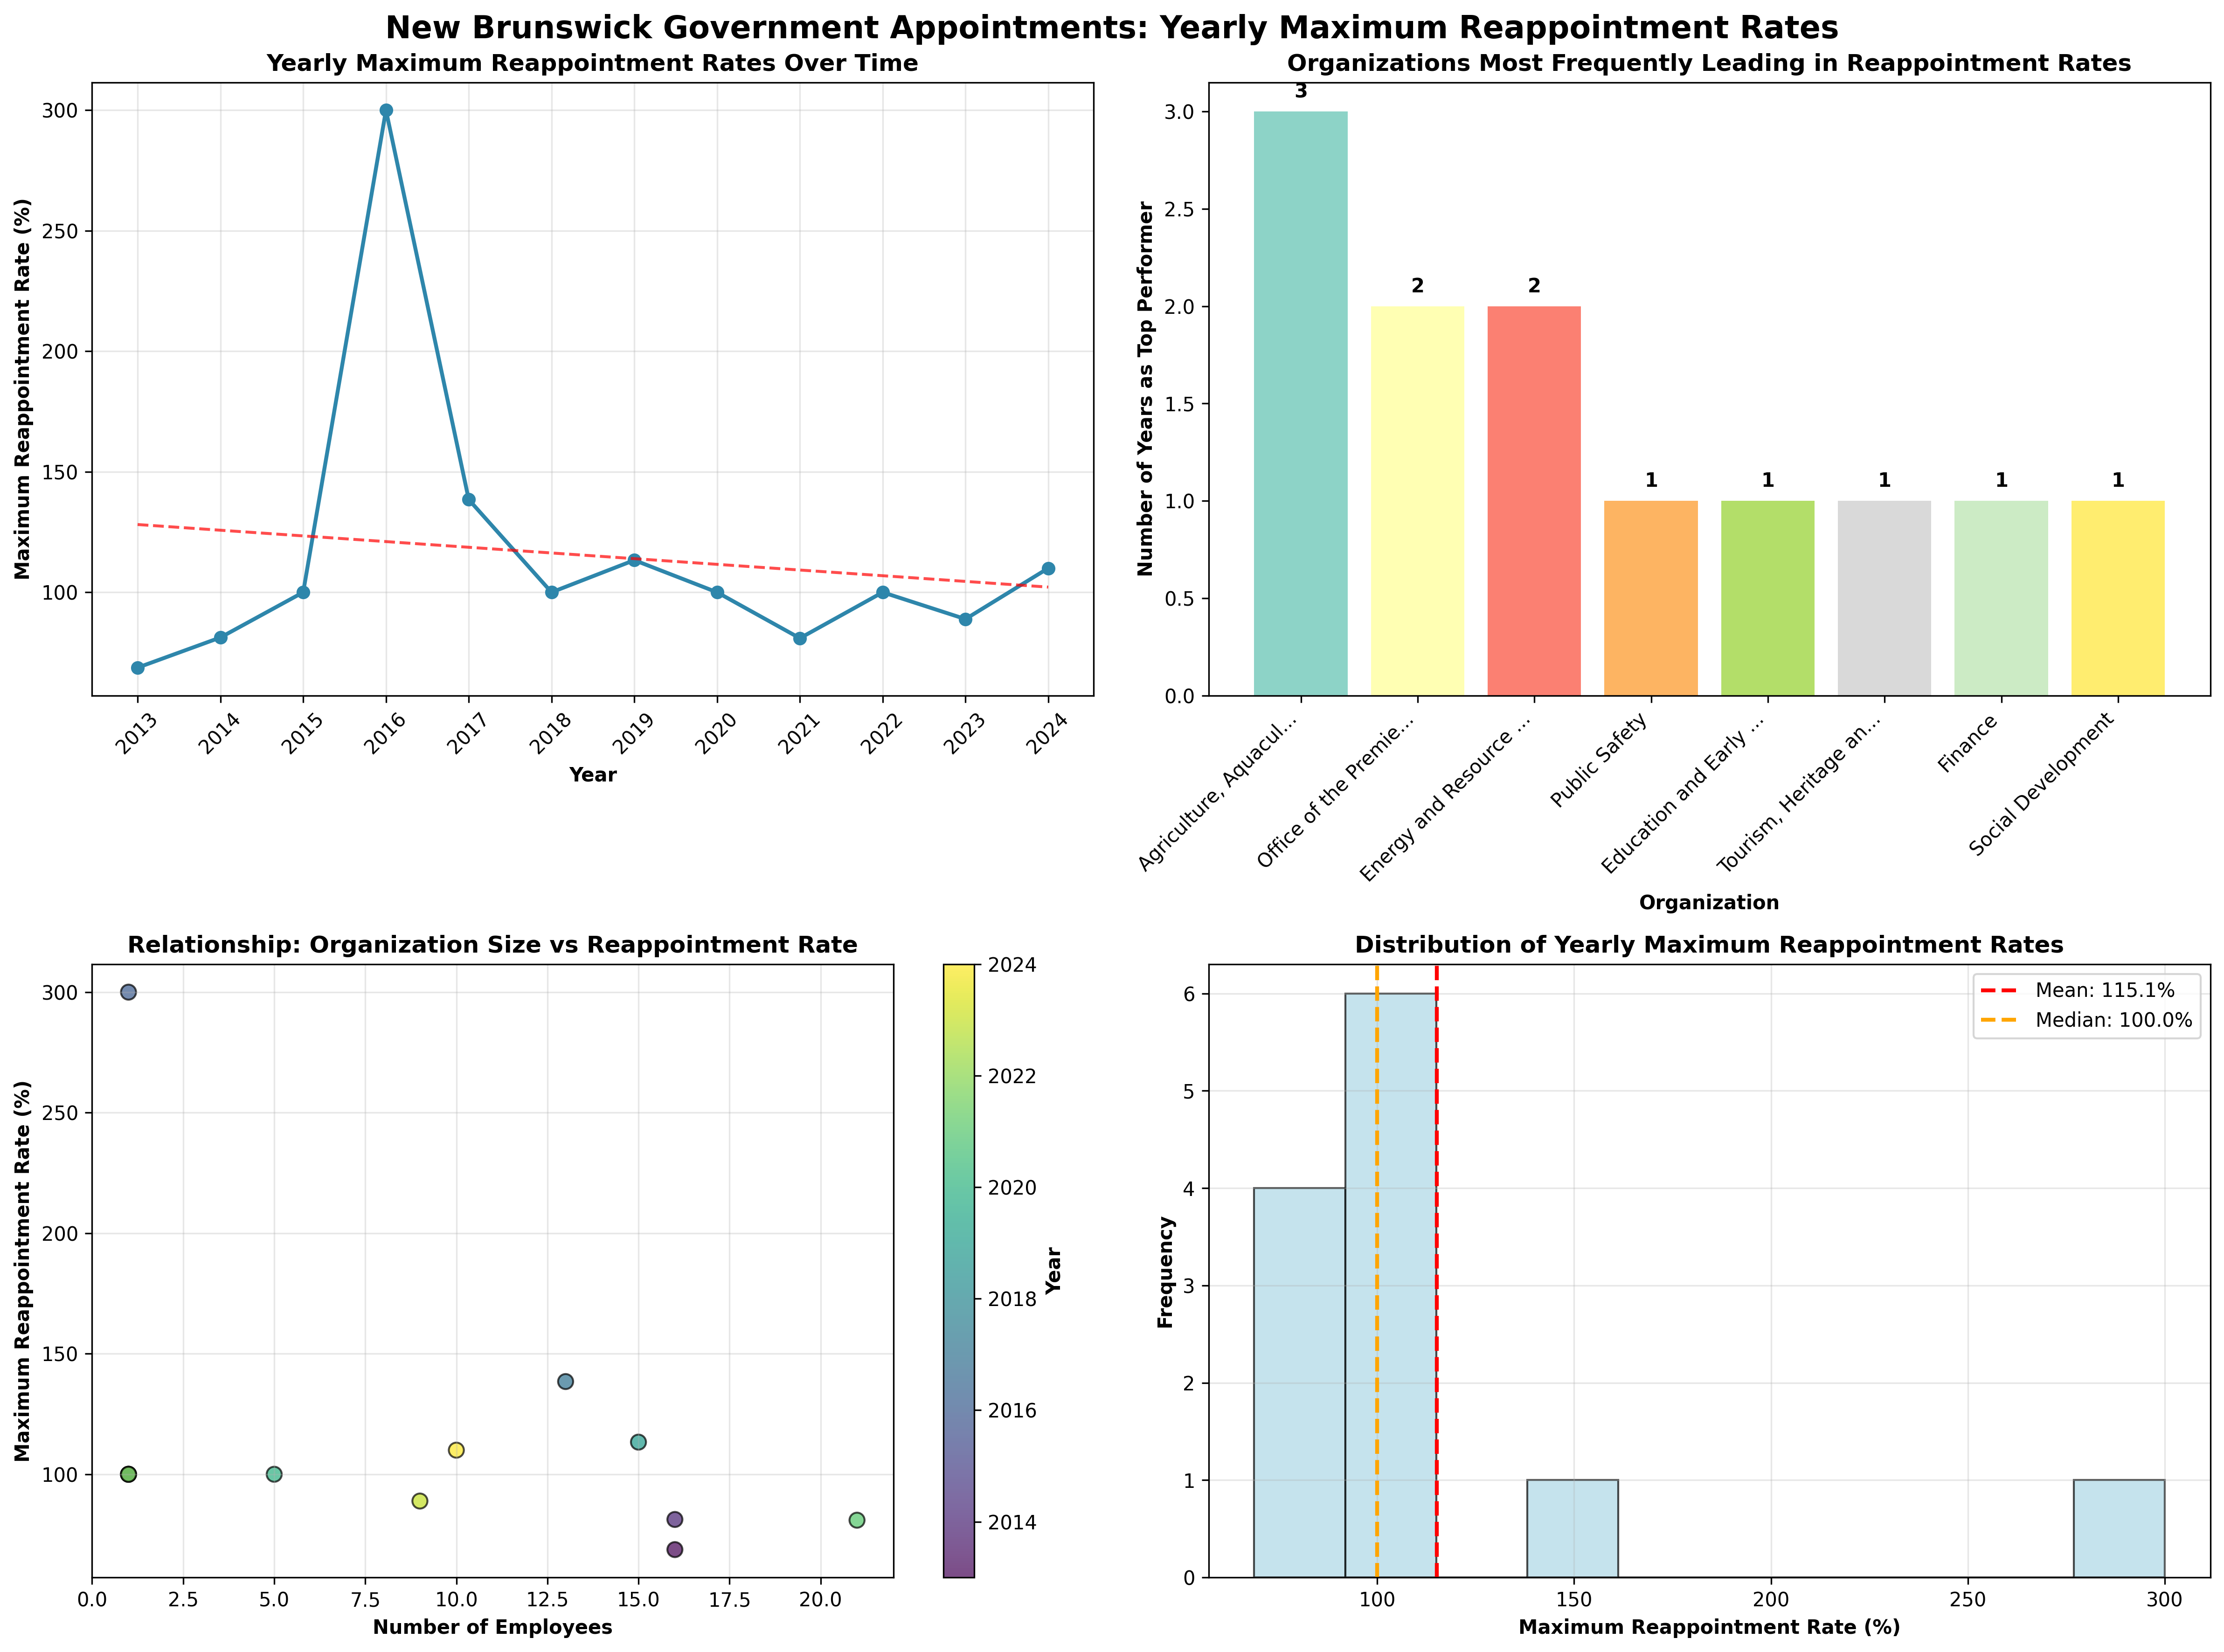 New Brunswick Government Appointments: Yearly Maximum Reappointment Rates
Yearly Maximum Reappointment Rates Over Time
Maximum Reappointment Rate (%)
300
250
200
150
100
2013
2014
2015
2016
2017
2018
2019
2020
2021
2022
2023
2024
Year
Organizations Most Frequently Leading in Reappointment Rates
Number of Years as Top Performer
3.0
2.5
2.0
1.5
1.0
0.5
0.0
3
2
2
1
1
1
1
1
Agriculture, Aquacul...
Office of the Premie...
Energy and Resource ...
Public Safety
Education and Early ...
Tourism, Heritage an...
Finance
Social Development
Organization
Relationship: Organization Size vs Reappointment Rate
Maximum Reappointment Rate (%)
300
250
200
150
100
0.0
2.5
5.0
7.5
10.0
12.5
15.0
17.5
20.0
Number of Employees
2024
2022
2020
2018
2016
2014
Year
Distribution of Yearly Maximum Reappointment Rates
Mean: 115.1%
Median: 100.0%
Frequency
6
5
4
3
2
1
0
100
150
200
250
300
Maximum Reappointment Rate (%)